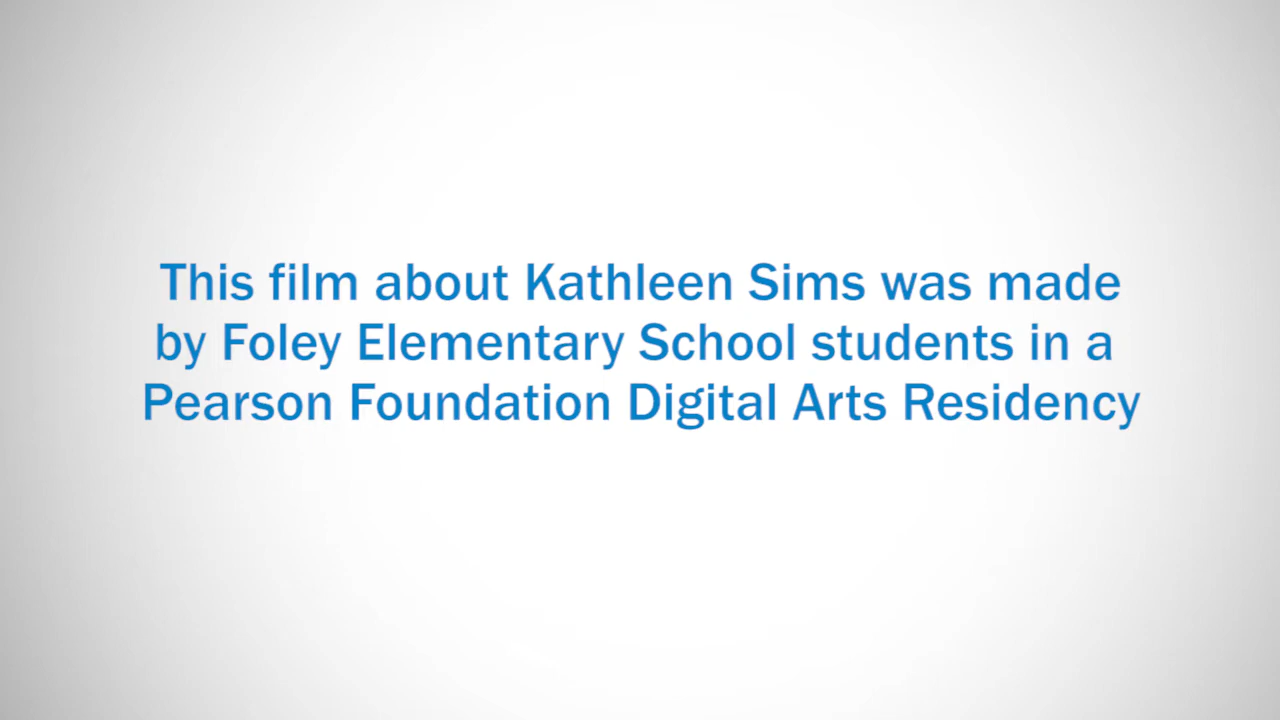 This film about Kathleen Sims was made
by Foley Elementary School students in a
Pearson Foundation Digital Arts Residency